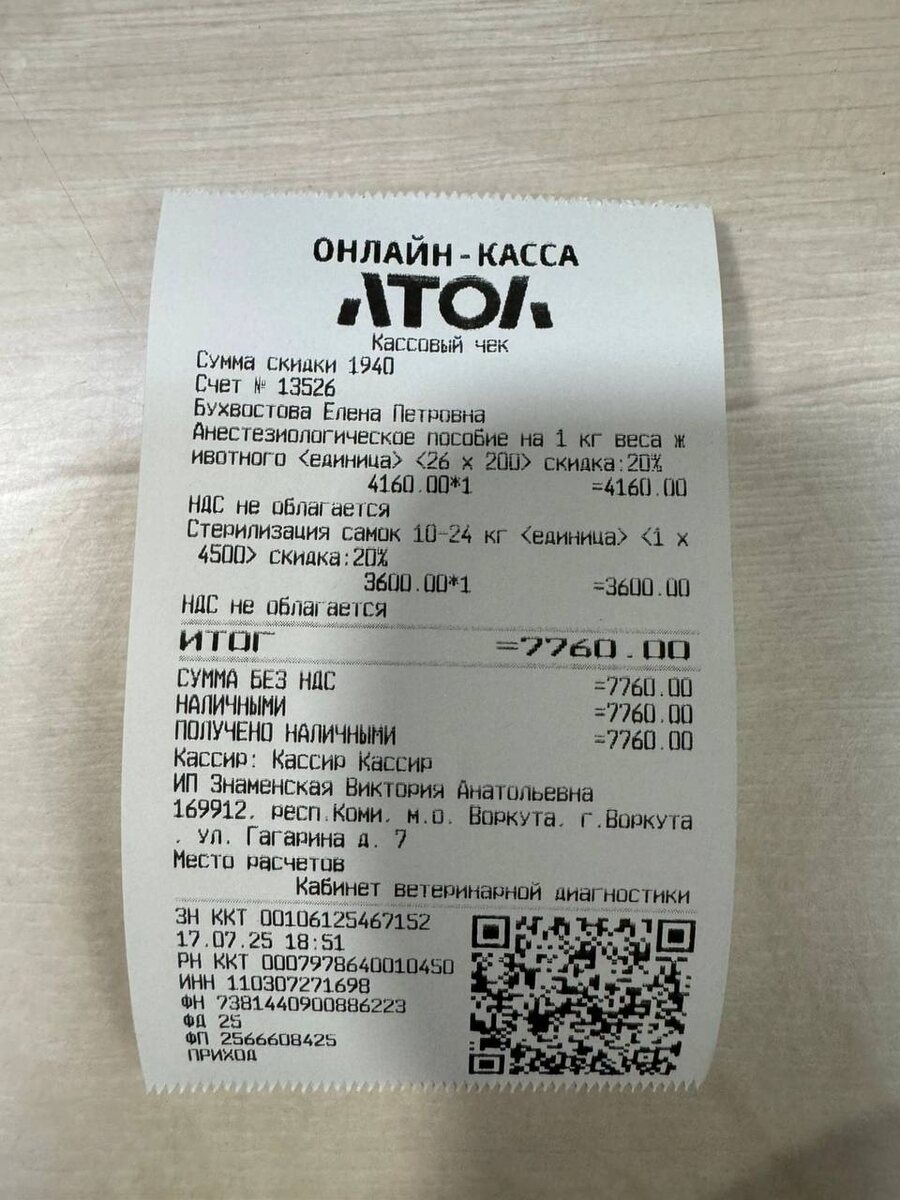 ОНЛАЙН-КАССА
АТОЛ
Кассовый чек
Сумма скидки 1940
Счет № 13526
Бухвостова Елена Петровна
Анестезиологическое пособие на 1 кг веса ж
ивотного <единица> <26 x 200> скидка:20%
4160.00*1 =4160.00
НДС не облагается
Стерилизация самок 10-24 кг <единица> <1 x
4500> скидка:20%
3600.00*1 =3600.00
НДС не облагается
ИТОГ =7760.00
СУММА БЕЗ НДС =7760.00
НАЛИЧНЫМИ =7760.00
ПОЛУЧЕНО НАЛИЧНЫМИ =7760.00
Кассир: Кассир Кассир
ИП Знаменская Виктория Анатольевна
169912, респ.Коми, м.о. Воркута, г.Воркута
, ул. Гагарина д. 7
Место расчетов
Кабинет ветеринарной диагностики
ЗН ККТ 00106125467152
17.07.25 18:51
РН ККТ 0007978640010450
ИНН 110307271698
ФН 7381440900886223
ФД 25
ФП 2566608425
ПРИХОД